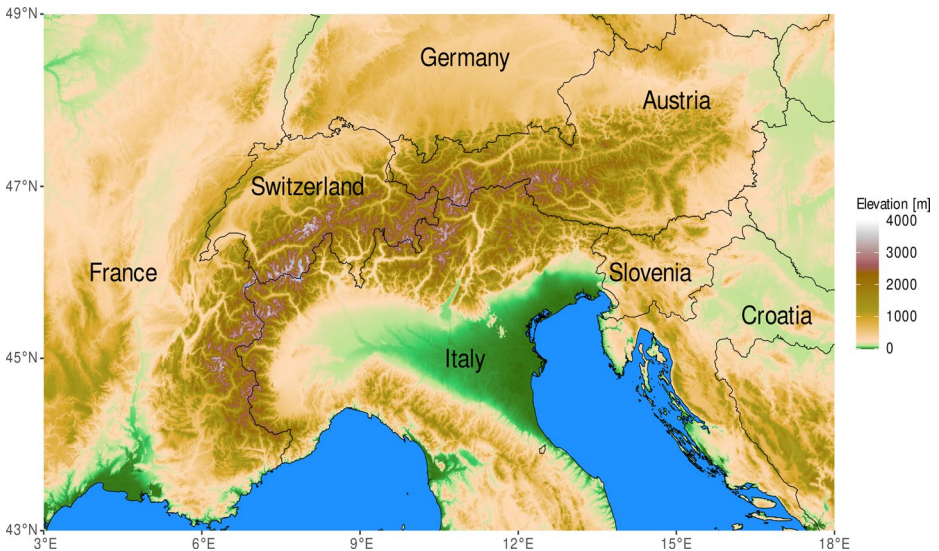 49°N
Germany
Austria
47°N
Switzerland
Elevation [m]
4000
3000
2000
1000
0
France
Slovenia
Croatia
45°N
Italy
43°N
3°E
6°E
9°E
12°E
15°E
18°E